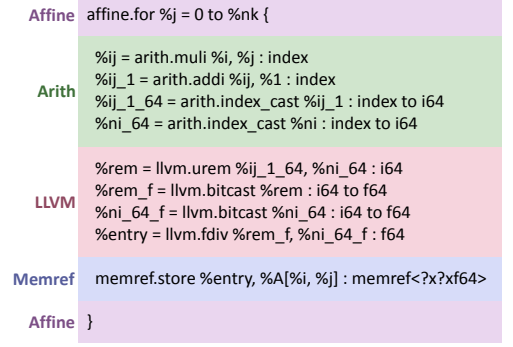 Affine affine.for %j = 0 to %nk {
%ij = arith.muli %i, %j : index
%ij_1 = arith.addi %ij, %1 : index
Arith
%ij_1_64 = arith.index_cast %ij_1 : index to i64
%ni_64 = arith.index_cast %ni : index to i64
%rem = llvm.urem %ij_1_64, %ni_64 : i64
%rem_f = llvm.bitcast %rem : i64 to f64
LLVM
%ni_64_f = llvm.bitcast %ni_64 : i64 to f64
%entry = llvm.fdiv %rem_f, %ni_64_f : f64
Memref memref.store %entry, %A[%i, %j] : memref<?x?xf64>
Affine }